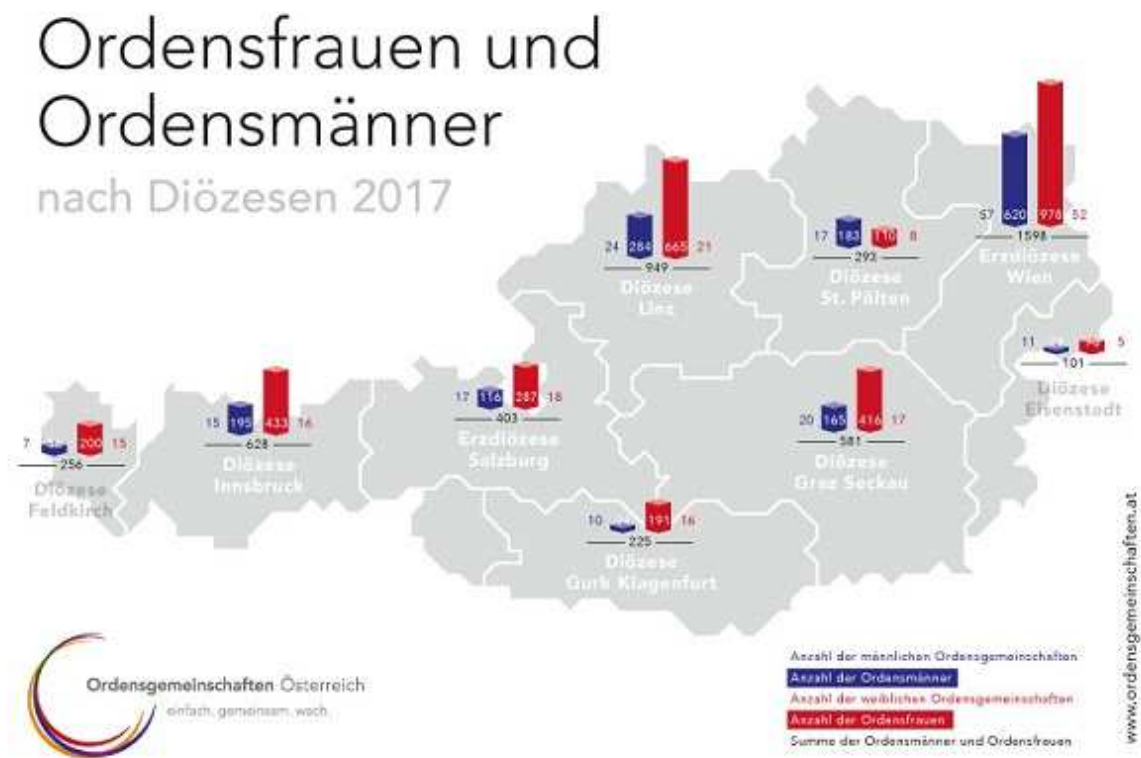 Ordensfrauen und
Ordensmänner
nach Diözesen 2017
57 620 978 52
1598
Erzdiözese
Wien
24 284 665 21
949
Diözese
Linz
17 183 110 8
293
Diözese
St. Pölten
11 5
101
Diözese
Eisenstadt
17 116 287 18
403
Erzdiözese
Salzburg
15 195 433 16
628
Diözese
Innsbruck
20 165 416 17
581
Diözese
Graz Seckau
7 200 15
256
Diözese
Feldkirch
10 191 16
225
Diözese
Gurk Klagenfurt
Ordensgemeinschaften Österreich
einfach. gemeinsam. wach.
Anzahl der männlichen Ordensgemeinschaften
Anzahl der Ordensmänner
Anzahl der weiblichen Ordensgemeinschaften
Anzahl der Ordensfrauen
Summe der Ordensmänner und Ordensfrauen
www.ordensgemeinschaften.at